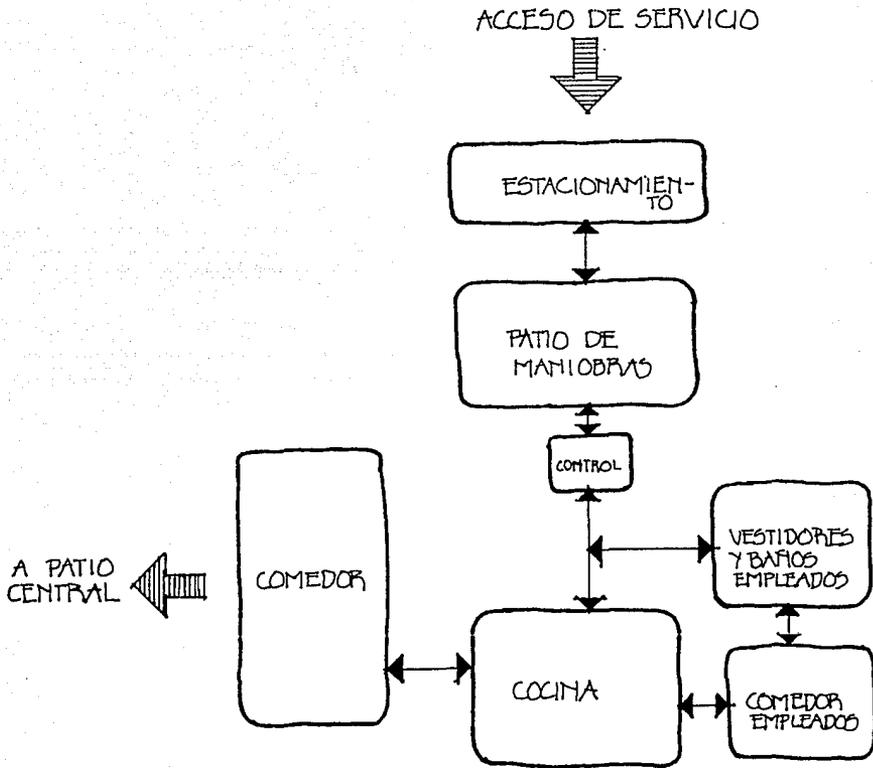 ACCESO DE SERVICIO
ESTACIONAMIEN-
TO
PATIO DE
MANIOBRAS
CONTROL
VESTIDORES
Y BAÑOS
EMPLEADOS
A PATIO
CENTRAL
COMEDOR
COCINA
COMEDOR
EMPLEADOS